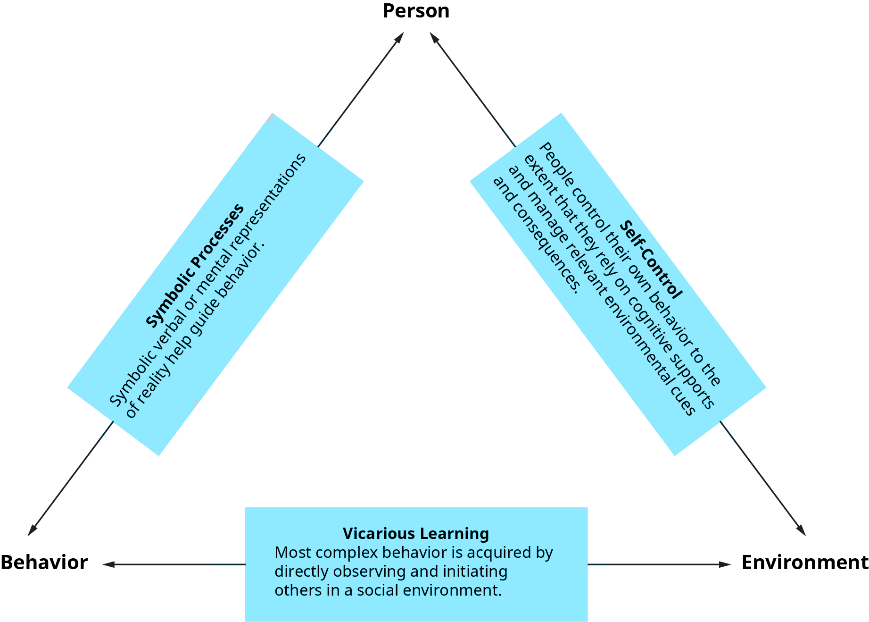 Person
Symbolic Processes
Symbolic verbal or mental representations
of reality help guide behavior.
Self-Control
People control their own behavior to the
extent that they rely on cognitive supports
and manage relevant environmental cues
and consequences.
Behavior
Vicarious Learning
Most complex behavior is acquired by
directly observing and initiating
others in a social environment.
Environment